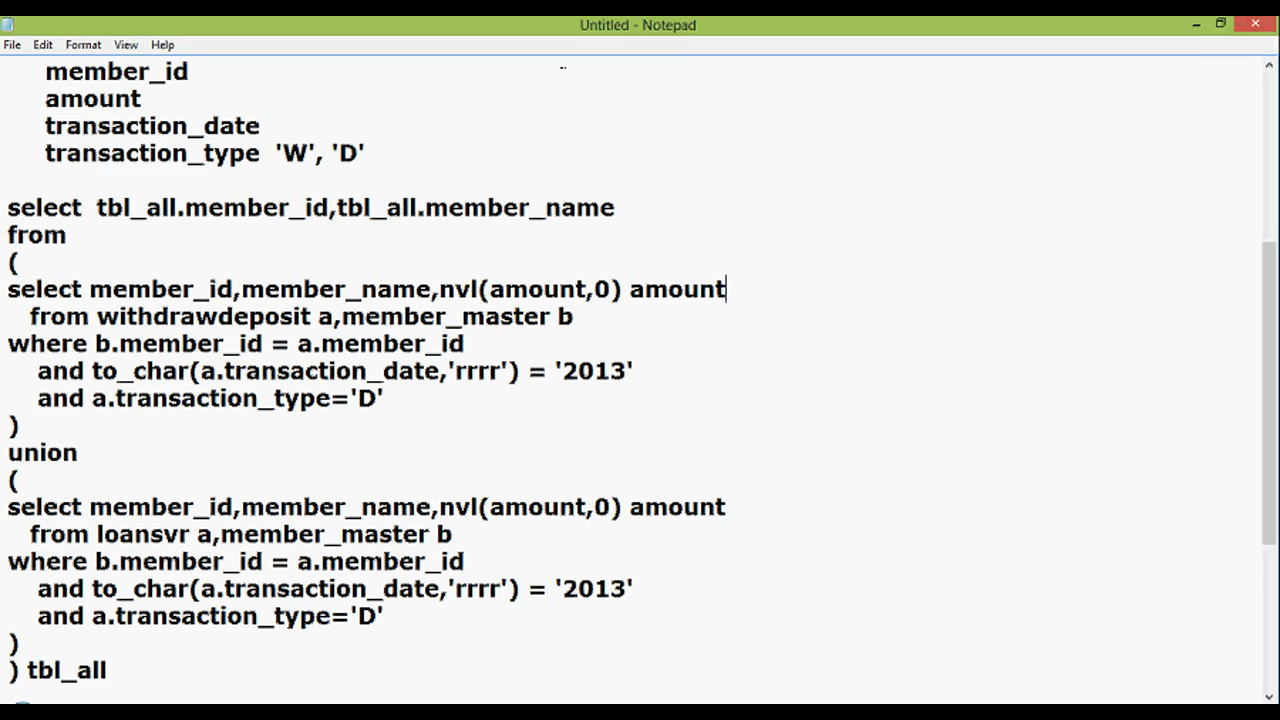 Untitled - Notepad
File Edit Format View Help
member_id
amount
transaction_date
transaction_type 'W', 'D'
select tbl_all.member_id,tbl_all.member_name
from
(
select member_id,member_name,nvl(amount,0) amount
from withdrawdeposit a,member_master b
where b.member_id = a.member_id
and to_char(a.transaction_date,'rrrr') = '2013'
and a.transaction_type='D'
)
union
(
select member_id,member_name,nvl(amount,0) amount
from loansvr a,member_master b
where b.member_id = a.member_id
and to_char(a.transaction_date,'rrrr') = '2013'
and a.transaction_type='D'
)
) tbl_all